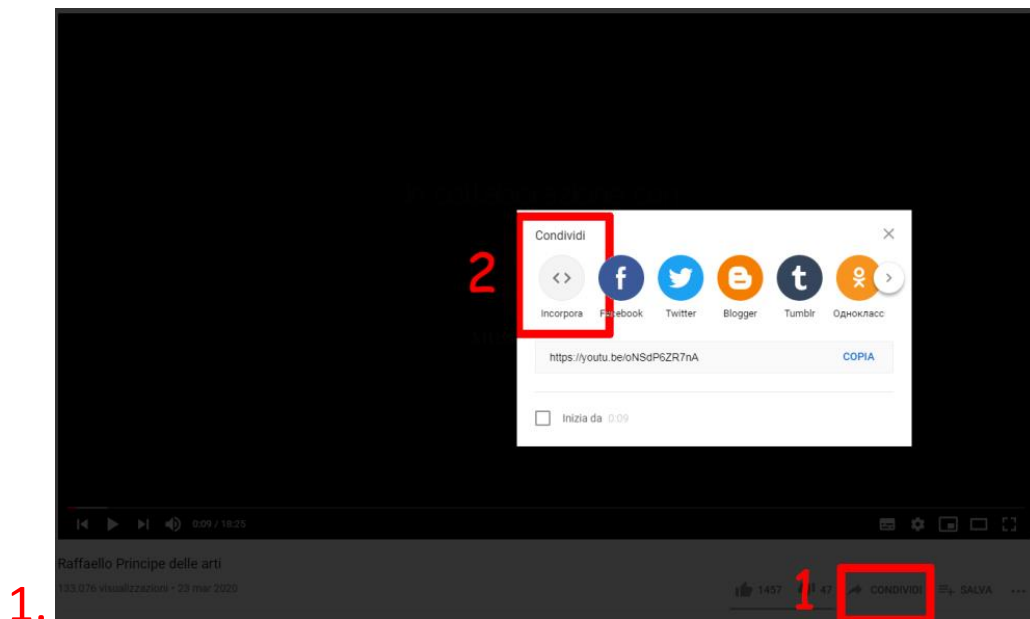 2
Condividi
Incorpora Facebook Twitter Blogger Tumblr Однокласс
https://youtu.be/oNSdP6ZR7nA COPIA
Inizia da 0:09
0:09 / 18:25
Raffaello Principe delle arti
133.076 visualizzazioni • 23 mar 2020
1457 1 47 CONDIVIDI SALVA
1.